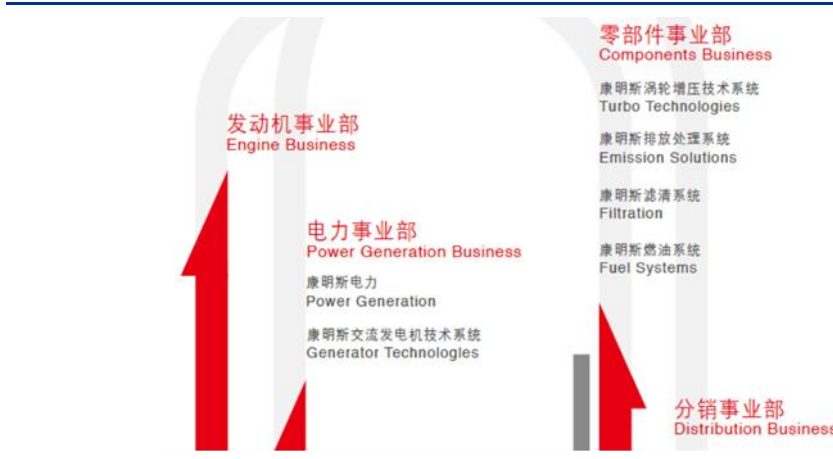 发动机事业部
Engine Business
电力事业部
Power Generation Business
康明斯电力
Power Generation
康明斯交流发电机技术系统
Generator Technologies
零部件事业部
Components Business
康明斯涡轮增压技术系统
Turbo Technologies
康明斯排放处理系统
Emission Solutions
康明斯滤清系统
Filtration
康明斯燃油系统
Fuel Systems
分销事业部
Distribution Business